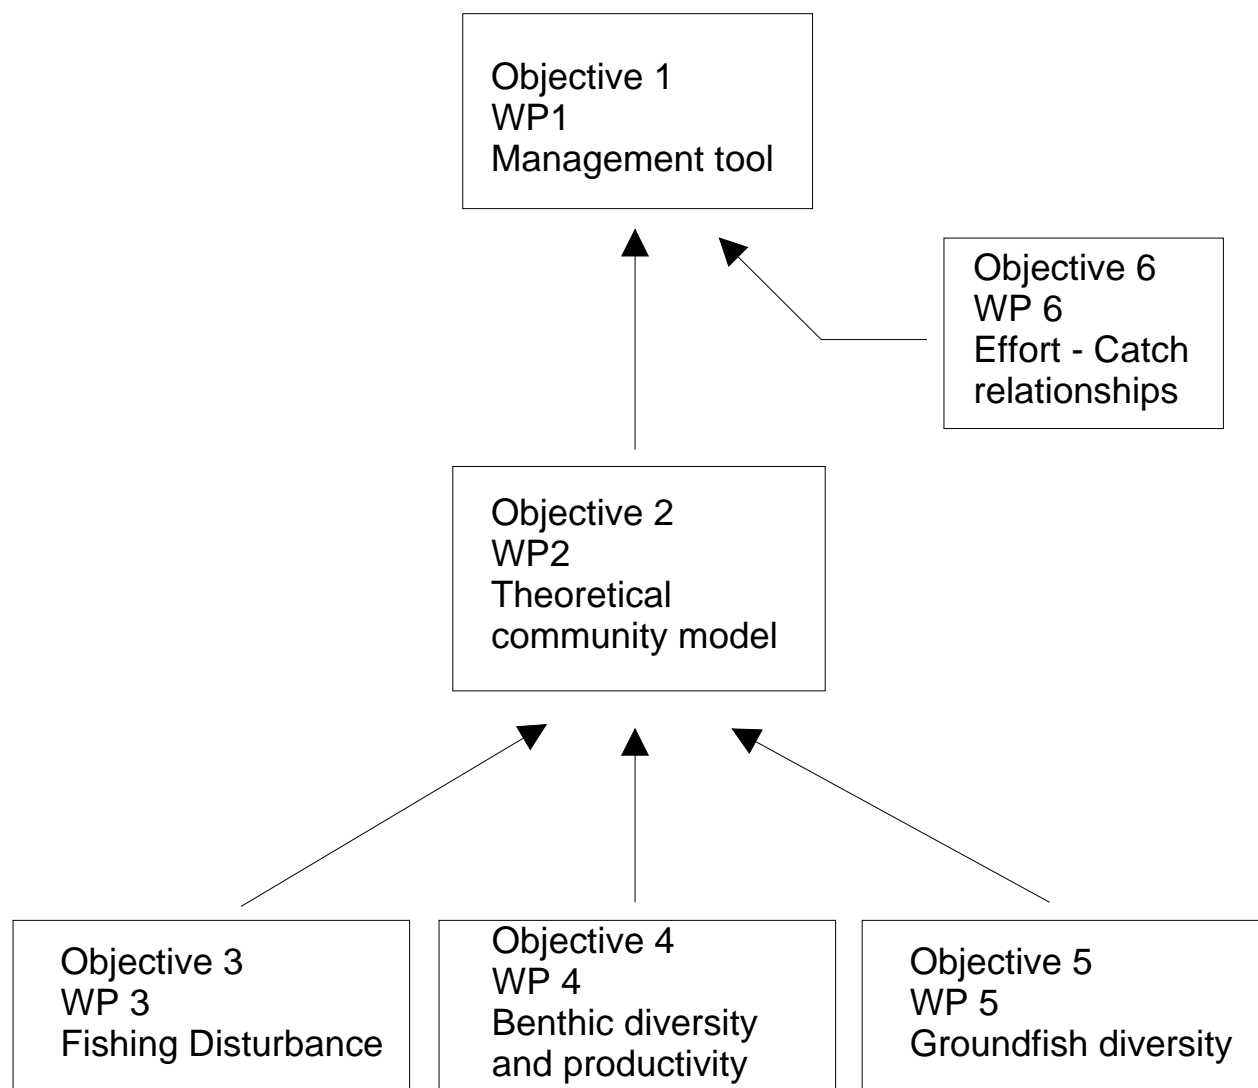 Objective 1
WP1
Management tool
Objective 6
WP 6
Effort - Catch
relationships
Objective 2
WP2
Theoretical
community model
Objective 3
WP 3
Fishing Disturbance
Objective 4
WP 4
Benthic diversity
and productivity
Objective 5
WP 5
Groundfish diversity